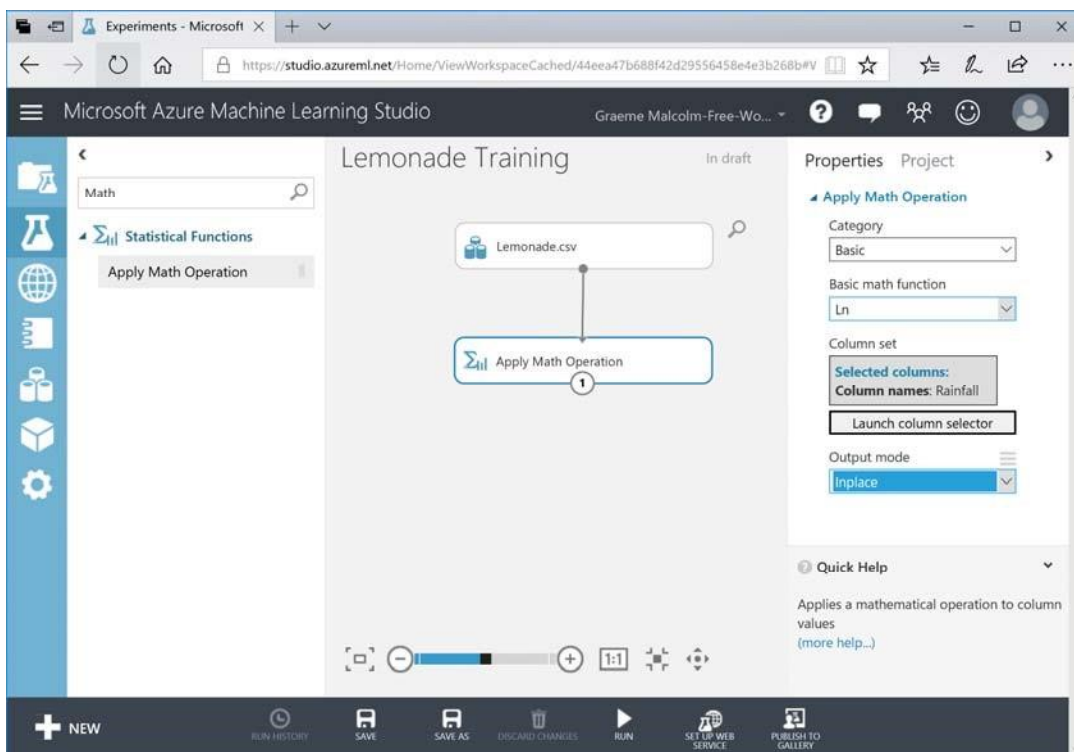 Experiments - Microsoft
https://studio.azureml.net/Home/ViewWorkspaceCached/44eea47b688f42d29556458e4e3b268b#V
Microsoft Azure Machine Learning Studio
Graeme Malcolm-Free-Wo...
Math
Statistical Functions
Apply Math Operation
Lemonade Training
In draft
Lemonade.csv
Apply Math Operation
1
Properties Project
Apply Math Operation
Category
Basic
Basic math function
Ln
Column set
Selected columns:
Column names: Rainfall
Launch column selector
Output mode
Inplace
Quick Help
Applies a mathematical operation to column
values
(more help...)
1:1
NEW
RUN HISTORY
SAVE
SAVE AS
DISCARD CHANGES
RUN
SET UP WEB
SERVICE
PUBLISH TO
GALLERY